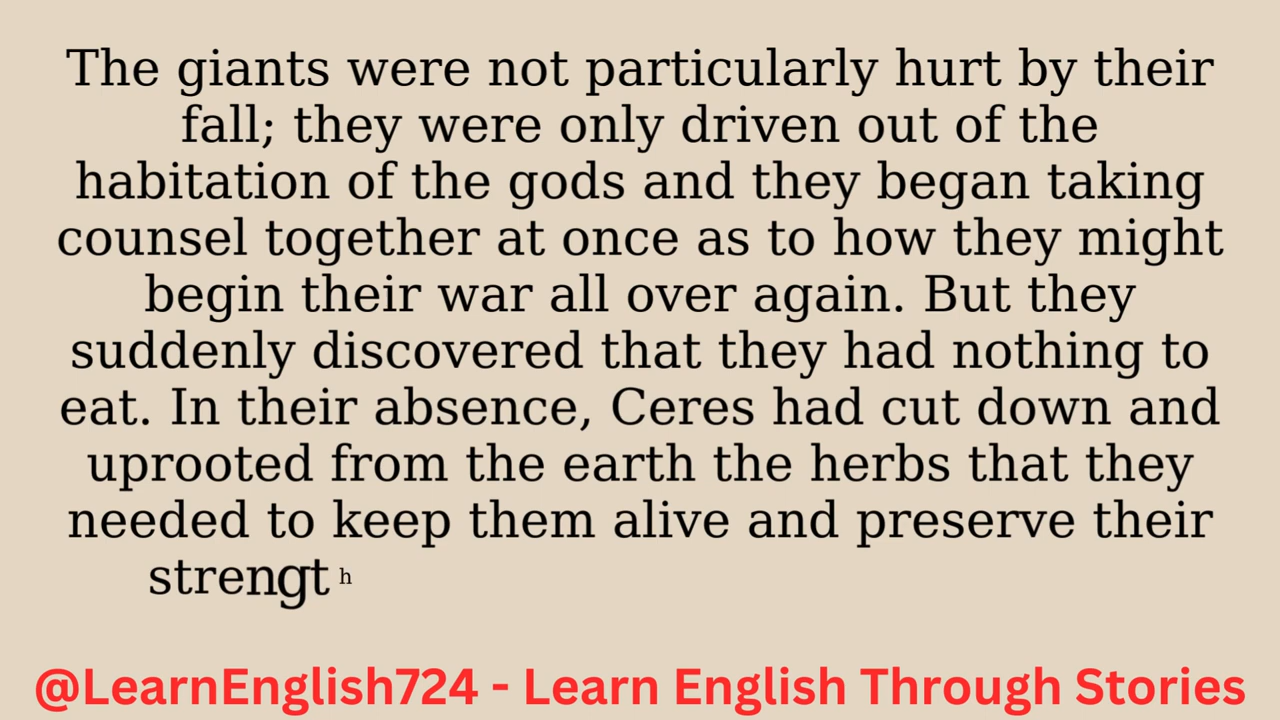 The giants were not particularly hurt by their
fall; they were only driven out of the
habitation of the gods and they began taking
counsel together at once as to how they might
begin their war all over again. But they
suddenly discovered that they had nothing to
eat. In their absence, Ceres had cut down and
uprooted from the earth the herbs that they
needed to keep them alive and preserve their
strength
@LearnEnglish724 - Learn English Through Stories